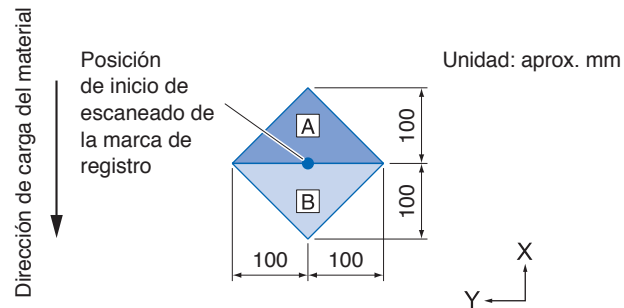 Dirección de carga del material
Posición
de inicio de
escaneado de
la marca de
registro
Unidad: aprox. mm
A
B
100
100
100
100
X
Y